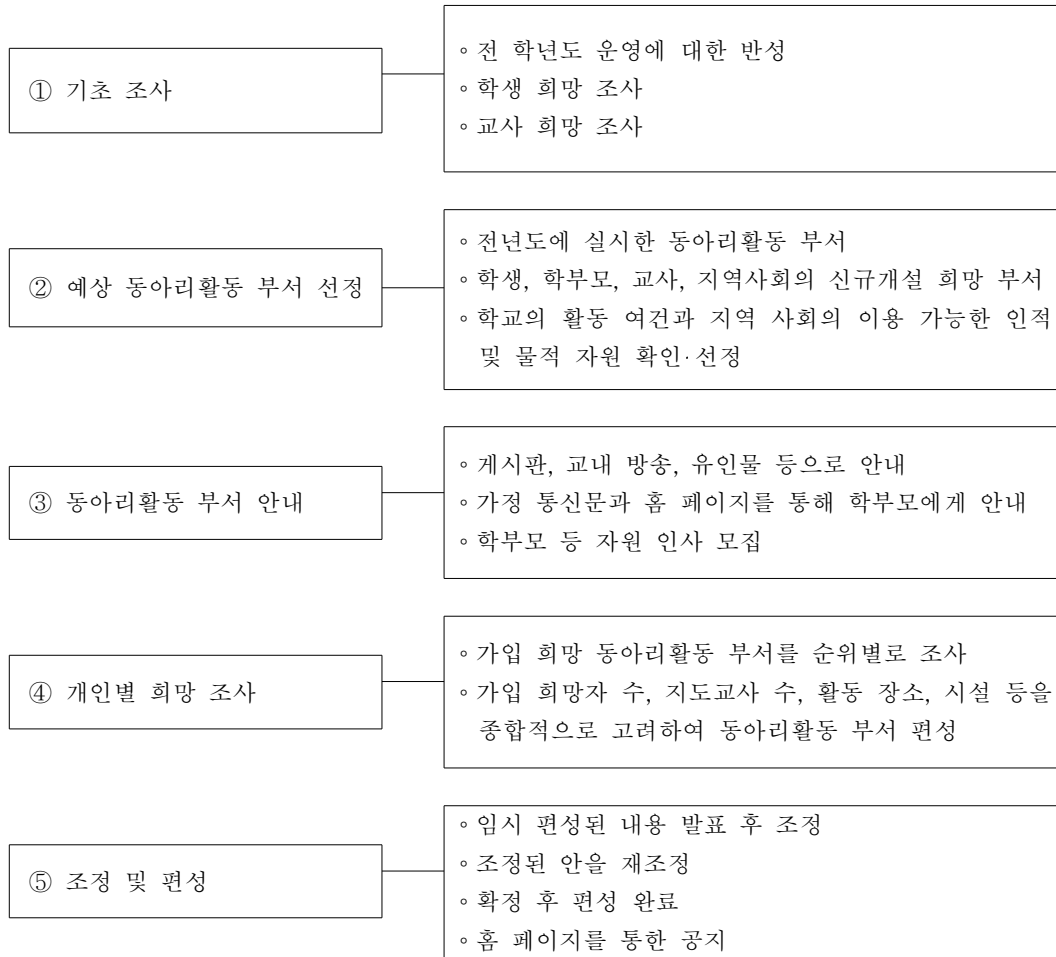 ① 기초 조사
◦전 학년도 운영에 대한 반성
◦학생 희망 조사
◦교사 희망 조사
② 예상 동아리활동 부서 선정
◦전년도에 실시한 동아리활동 부서
◦학생, 학부모, 교사, 지역사회의 신규개설 희망 부서
◦학교의 활동 여건과 지역 사회의 이용 가능한 인적
및 물적 자원 확인·선정
③ 동아리활동 부서 안내
◦게시판, 교내 방송, 유인물 등으로 안내
◦가정 통신문과 홈 페이지를 통해 학부모에게 안내
◦학부모 등 자원 인사 모집
④ 개인별 희망 조사
◦가입 희망 동아리활동 부서를 순위별로 조사
◦가입 희망자 수, 지도교사 수, 활동 장소, 시설 등을
종합적으로 고려하여 동아리활동 부서 편성
⑤ 조정 및 편성
◦임시 편성된 내용 발표 후 조정
◦조정된 안을 재조정
◦확정 후 편성 완료
◦홈 페이지를 통한 공지